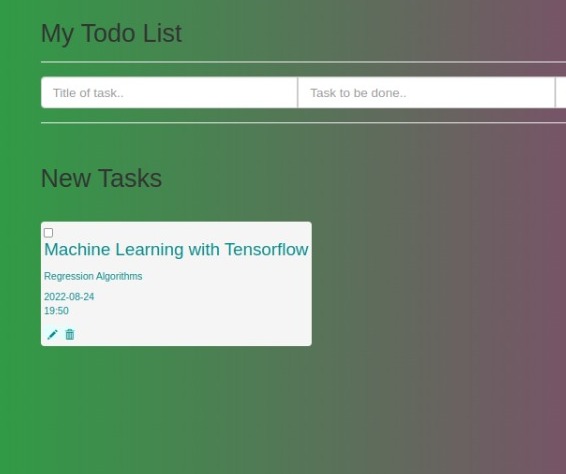 My Todo List
Title of task.. Task to be done..
New Tasks
Machine Learning with Tensorflow
Regression Algorithms
2022-08-24
19:50